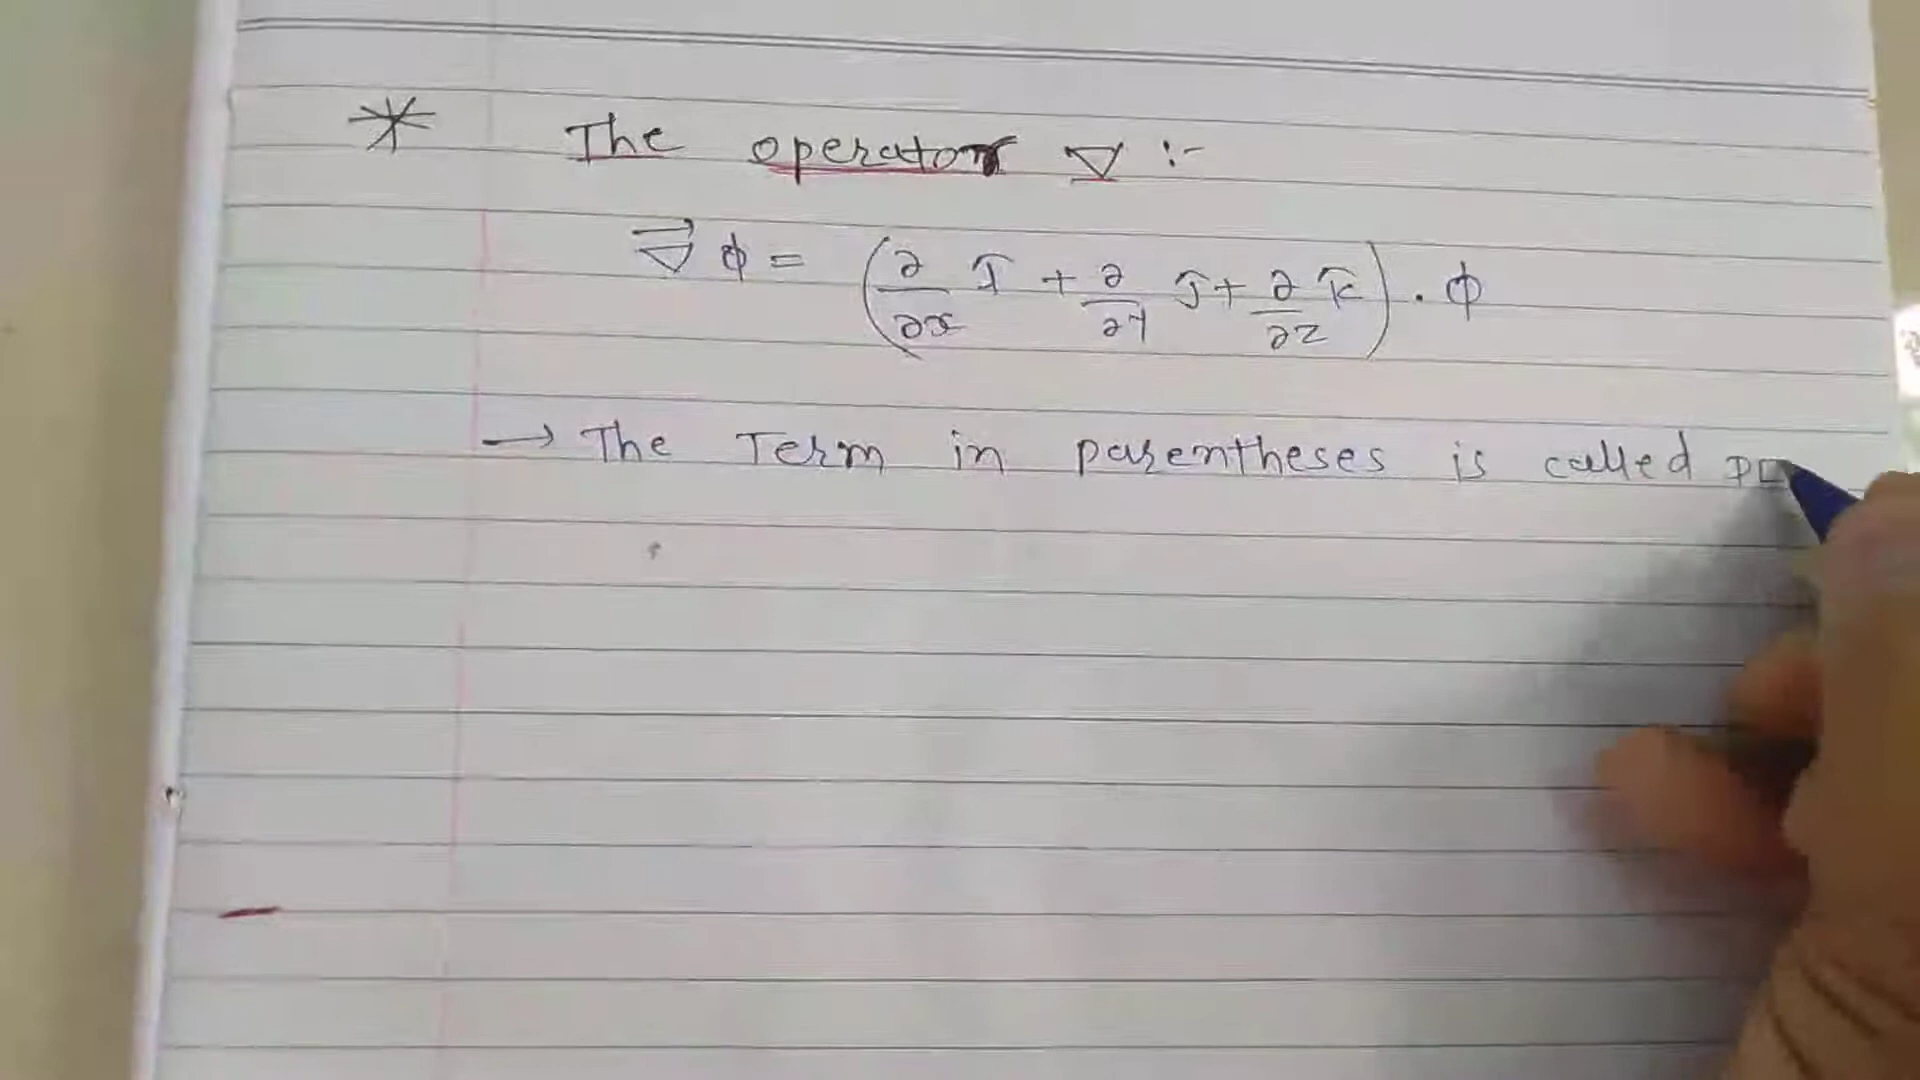 * The operator ∇ :-
∇⃗ ϕ = (∂/∂x î + ∂/∂y ĵ + ∂/∂z k̂) . ϕ
→ The Term in parentheses is called